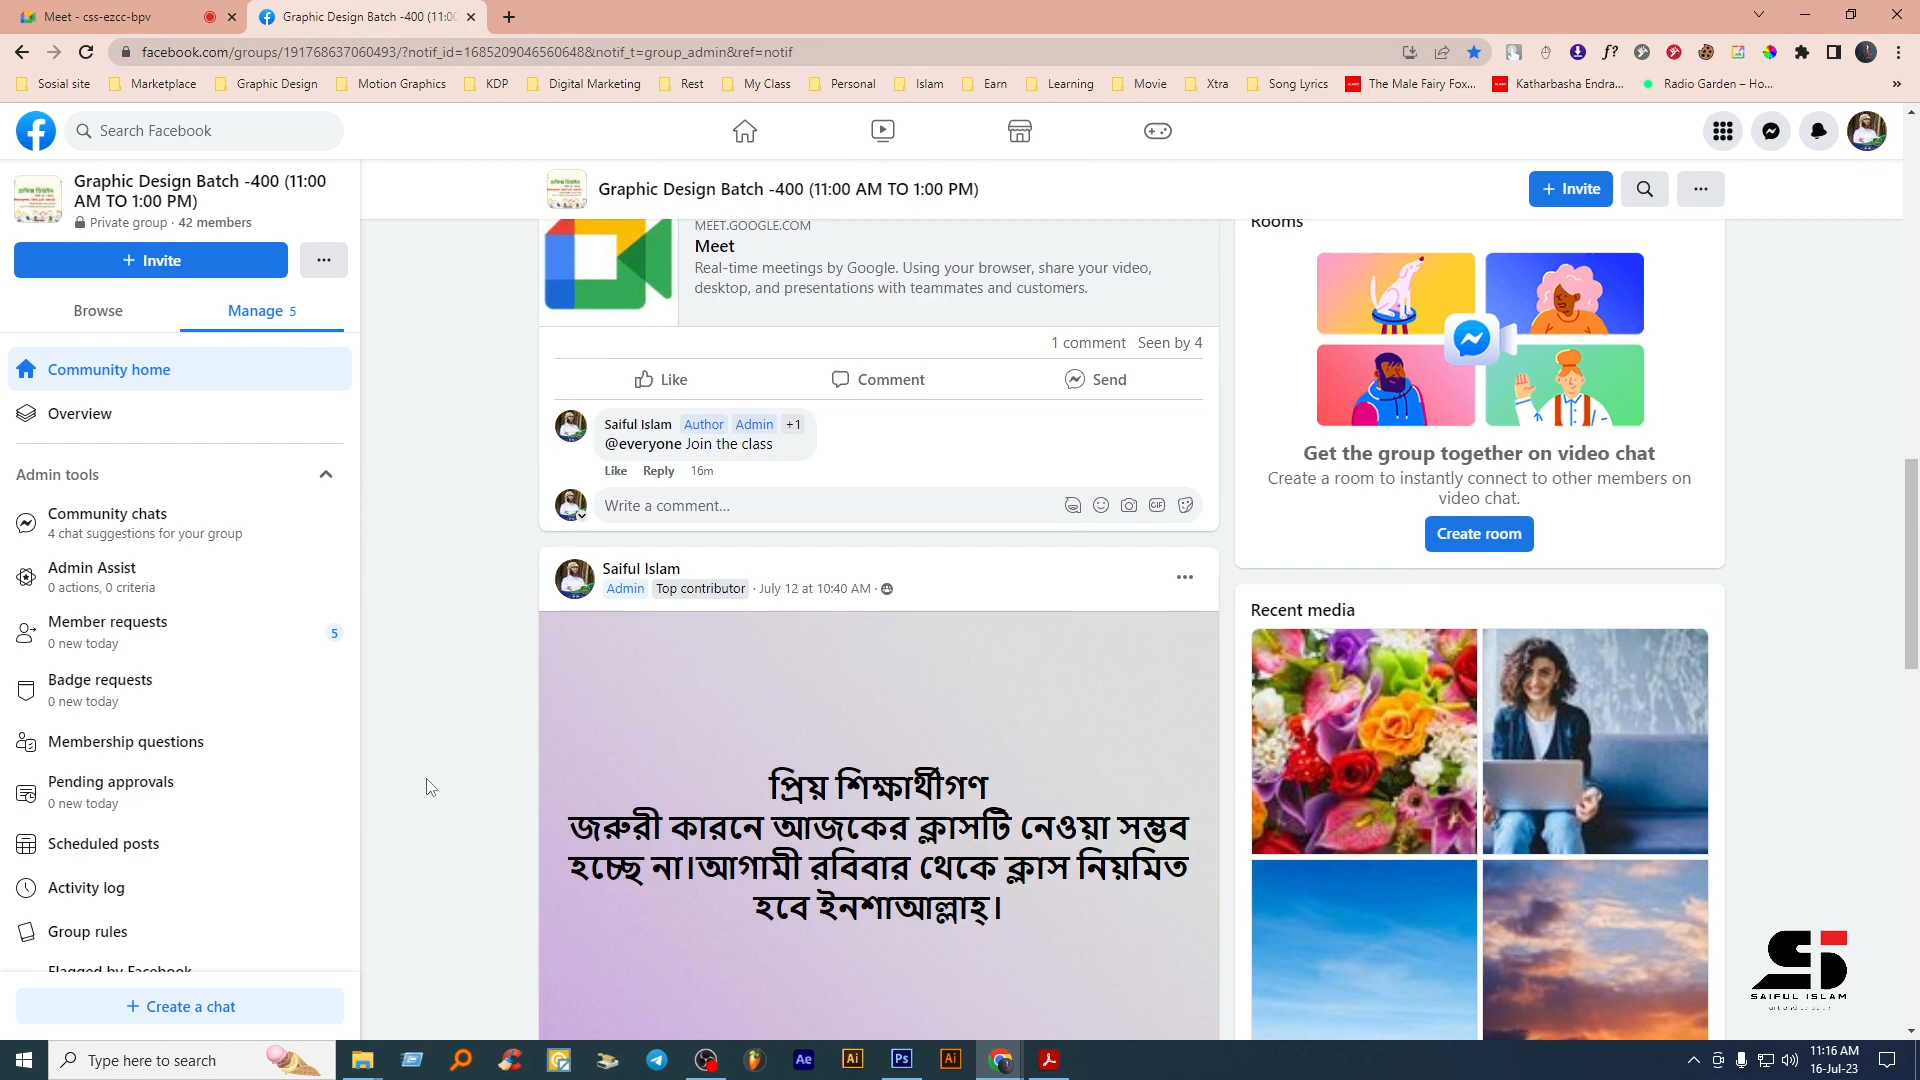 Meet - css-ezcc-bpv
Graphic Design Batch -400 (11:00
facebook.com/groups/191768637060493/?notif_id=1685209046560648&notif_t=group_admin&ref=notif
Sosial site
Marketplace
Graphic Design
Motion Graphics
KDP
Digital Marketing
Rest
My Class
Personal
Islam
Earn
Learning
Movie
Xtra
Song Lyrics
The Male Fairy Fox...
Katharbasha Endra...
Radio Garden – Ho...
Search Facebook
Graphic Design Batch -400 (11:00
AM TO 1:00 PM)
Private group · 42 members
+ Invite
Browse
Manage 5
Community home
Overview
Admin tools
Community chats
4 chat suggestions for your group
Admin Assist
0 actions, 0 criteria
Member requests
0 new today
5
Badge requests
0 new today
Membership questions
Pending approvals
0 new today
Scheduled posts
Activity log
Group rules
Flagged by Facebook
+ Create a chat
Graphic Design Batch -400 (11:00 AM TO 1:00 PM)
+ Invite
MEET.GOOGLE.COM
Meet
Real-time meetings by Google. Using your browser, share your video,
desktop, and presentations with teammates and customers.
1 comment Seen by 4
Like
Comment
Send
Saiful Islam Author Admin +1
@everyone Join the class
Like Reply 16m
Write a comment...
GIF
Saiful Islam
Admin Top contributor · July 12 at 10:40 AM ·
প্রিয় শিক্ষার্থীগণ
জরুরী কারনে আজকের ক্লাসটি নেওয়া সম্ভব
হচ্ছে না।আগামী রবিবার থেকে ক্লাস নিয়মিত
হবে ইনশাআল্লাহ্।
Rooms
Get the group together on video chat
Create a room to instantly connect to other members on
video chat.
Create room
Recent media
SAIFUL ISLAM
Type here to search
Ae
Ai
Ps
Ai
11:16 AM
16-Jul-23